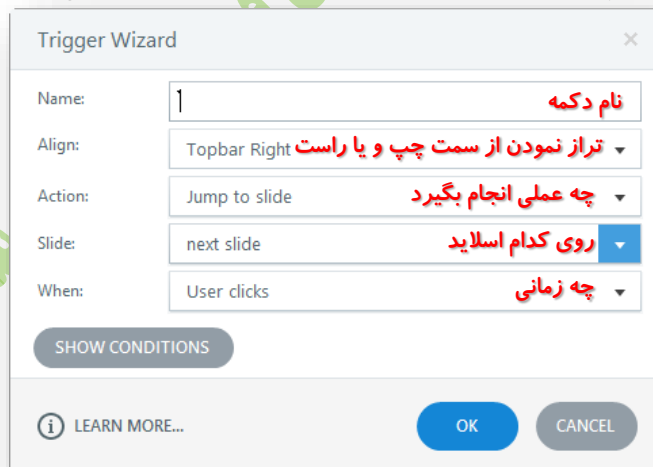 Trigger Wizard
Name: نام دکمه
Align: Topbar Right تراز نمودن از سمت چپ و یا راست
Action: Jump to slide چه عملی انجام بگیرد
Slide: next slide روی کدام اسلاید
When: User clicks چه زمانی
SHOW CONDITIONS
LEARN MORE... OK CANCEL